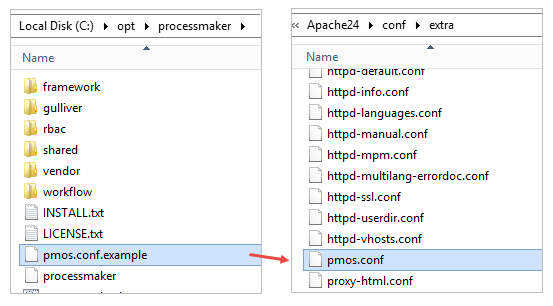 Local Disk (C:) opt processmaker
Name
framework
gulliver
rbac
shared
vendor
workflow
INSTALL.txt
LICENSE.txt
pmos.conf.example
processmaker
« Apache24 conf extra
Name
httpd-default.conf
httpd-info.conf
httpd-languages.conf
httpd-manual.conf
httpd-mpm.conf
httpd-multilang-errordoc.conf
httpd-ssl.conf
httpd-userdir.conf
httpd-vhosts.conf
pmos.conf
proxy-html.conf